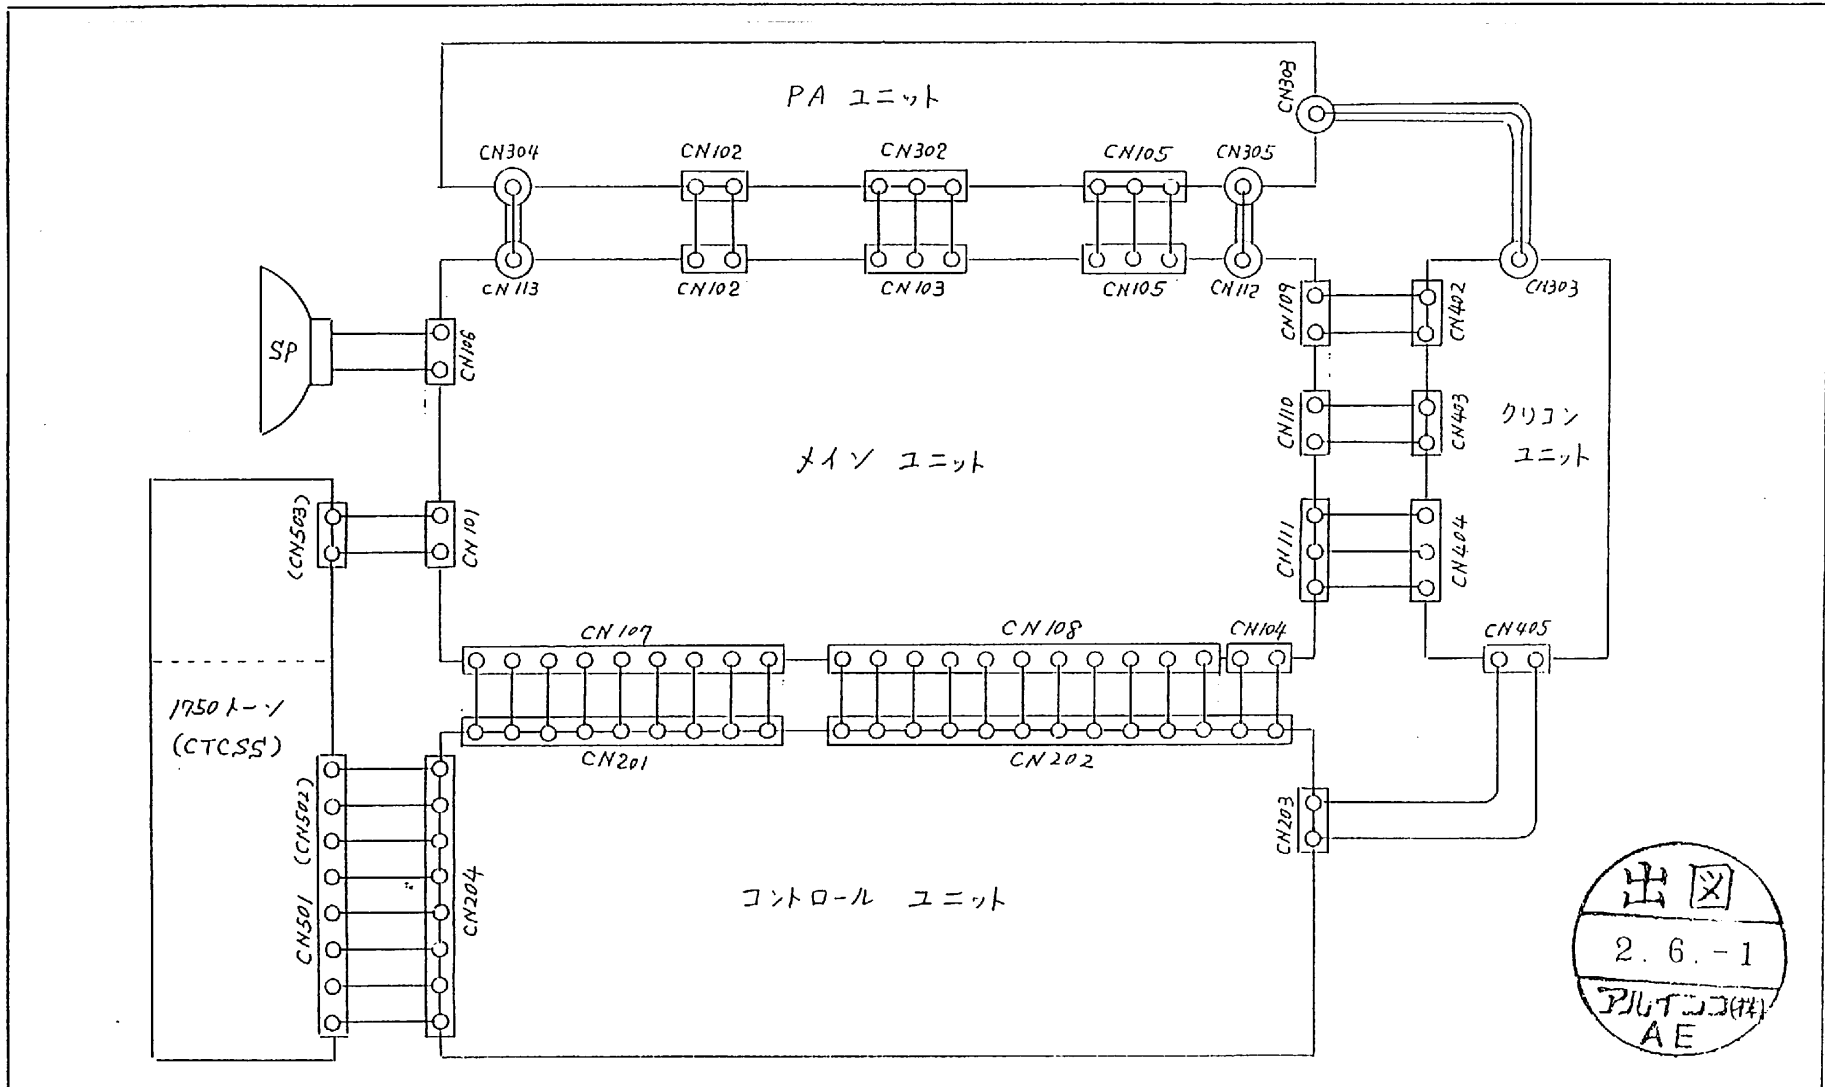 PA ユニット
CN303
CN304
CN102
CN302
CN105
CN305
CN113
CN102
CN103
CN105
CN112
CN303
SP
CN106
CN109
CN402
CN110
CN403
クリコン
ユニット
メイン ユニット
(CN503)
CN101
CN111
CN404
CN107
CN108
CN104
CN405
1750トーン
(CTCSS)
CN201
CN202
CN203
(CN502)
CN501
CN204
コントロール ユニット
出図
2.6.-1
アルインコ(株)
AE